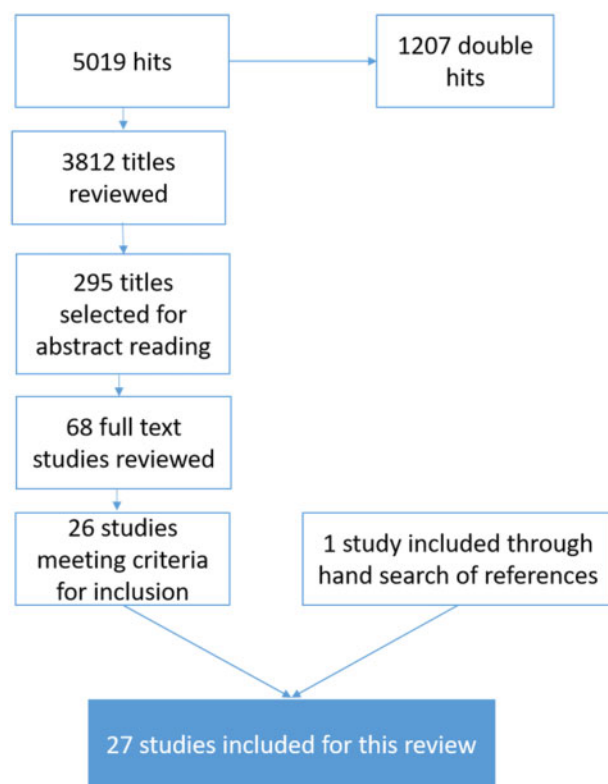 5019 hits
1207 double
hits
3812 titles
reviewed
295 titles
selected for
abstract reading
68 full text
studies reviewed
26 studies
meeting criteria
for inclusion
1 study included through
hand search of references
27 studies included for this review